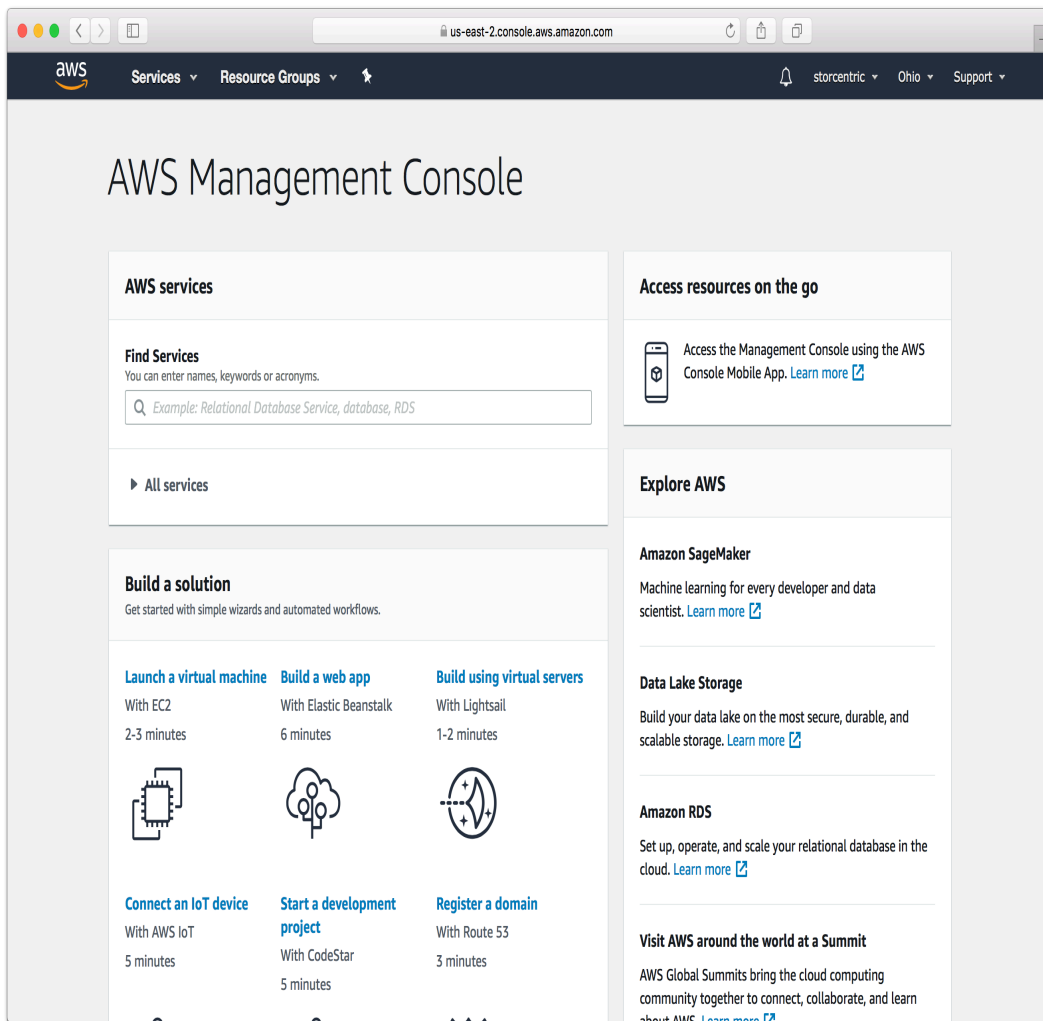 us-east-2.console.aws.amazon.com
aws
Services
Resource Groups
storcentric
Ohio
Support
AWS Management Console
AWS services
Find Services
You can enter names, keywords or acronyms.
Example: Relational Database Service, database, RDS
All services
Build a solution
Get started with simple wizards and automated workflows.
Launch a virtual machine
With EC2
2-3 minutes
Build a web app
With Elastic Beanstalk
6 minutes
Build using virtual servers
With Lightsail
1-2 minutes
Connect an IoT device
With AWS IoT
5 minutes
Start a development
project
With CodeStar
5 minutes
Register a domain
With Route 53
3 minutes
Access resources on the go
Access the Management Console using the AWS
Console Mobile App. Learn more
Explore AWS
Amazon SageMaker
Machine learning for every developer and data
scientist. Learn more
Data Lake Storage
Build your data lake on the most secure, durable, and
scalable storage. Learn more
Amazon RDS
Set up, operate, and scale your relational database in the
cloud. Learn more
Visit AWS around the world at a Summit
AWS Global Summits bring the cloud computing
community together to connect, collaborate, and learn
about AWS. Learn more